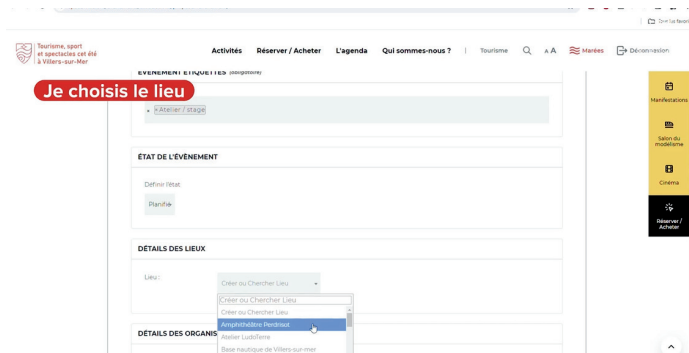 Tourisme, sport
et spectacles cet été
à Villers-sur-Mer
Activités Réserver / Acheter L'agenda Qui sommes-nous ? | Tourisme A A Marées Déconnexion
ÉVÈNEMENT ÉTIQUETTES (obligatoire)
Je choisis le lieu
× Atelier / stage
ÉTAT DE L'ÉVÈNEMENT
Définir l'état
Planifié
DÉTAILS DES LIEUX
Lieu :
Créer ou Chercher Lieu
Créer ou Chercher Lieu
Créer ou Chercher Lieu
Amphithéâtre Perdrisot
Atelier LudoTerre
Base nautique de Villers-sur-mer
DÉTAILS DES ORGANIS
Manifestations
Salon du
modélisme
Cinéma
Réserver /
Acheter